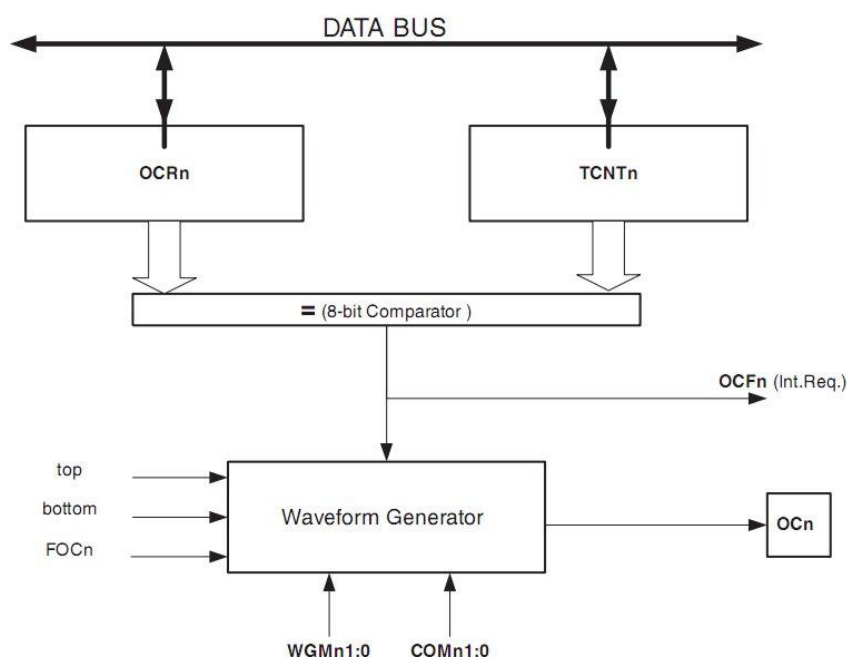 DATA BUS
OCRn
TCNTn
= (8-bit Comparator )
OCFn (Int.Req.)
top
bottom
FOCn
Waveform Generator
OCn
WGMn1:0
COMn1:0